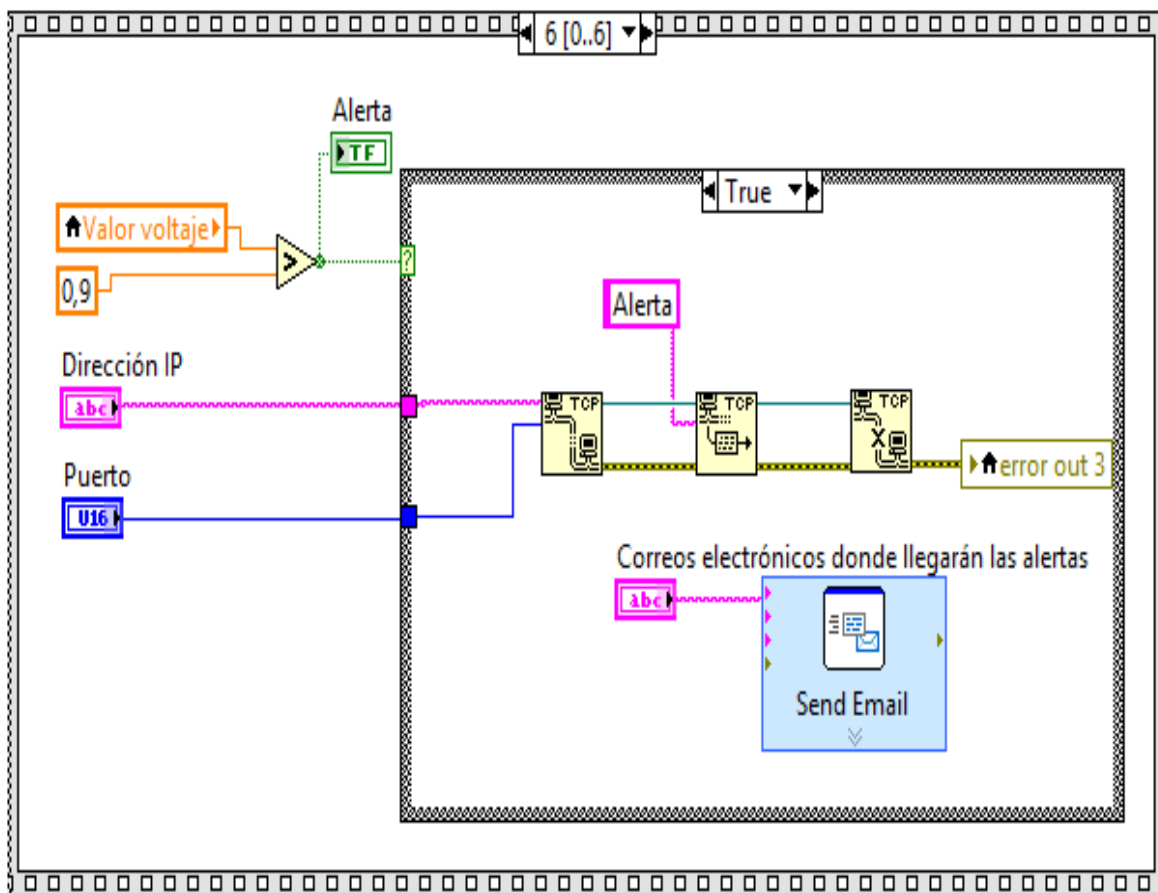 6 [0..6]
Alerta
TF
True
Valor voltaje
>
?
0,9
Alerta
Dirección IP
abc
TCP
TCP
TCP
X
Puerto
U16
error out 3
Correos electrónicos donde llegarán las alertas
abc
Send Email